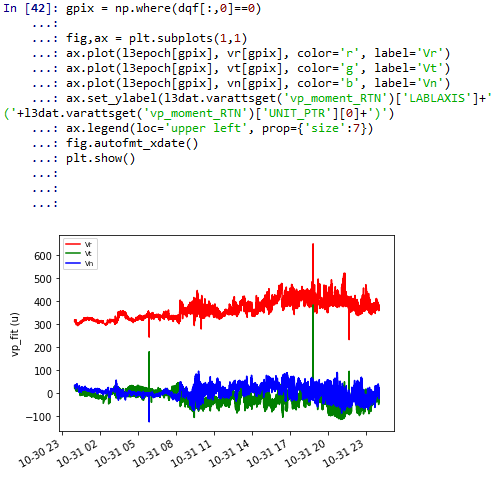 In [42]: gpix = np.where(dqf[:,0]==0)
...:
...: fig,ax = plt.subplots(1,1)
...: ax.plot(l3epoch[gpix], vr[gpix], color='r', label='Vr')
...: ax.plot(l3epoch[gpix], vt[gpix], color='g', label='Vt')
...: ax.plot(l3epoch[gpix], vn[gpix], color='b', label='Vn')
...: ax.set_ylabel(l3dat.varattsget('vp_moment_RTN')['LABLAXIS']+'
('+l3dat.varattsget('vp_moment_RTN')['UNIT_PTR'][0]+')')
...: ax.legend(loc='upper left', prop={'size':7})
...: fig.autofmt_xdate()
...: plt.show()
...:
...:
...:
Vr
Vt
Vn
600
500
400
300
200
100
0
−100
vp_fit (u)
10-30 23
10-31 02
10-31 05
10-31 08
10-31 11
10-31 14
10-31 17
10-31 20
10-31 23